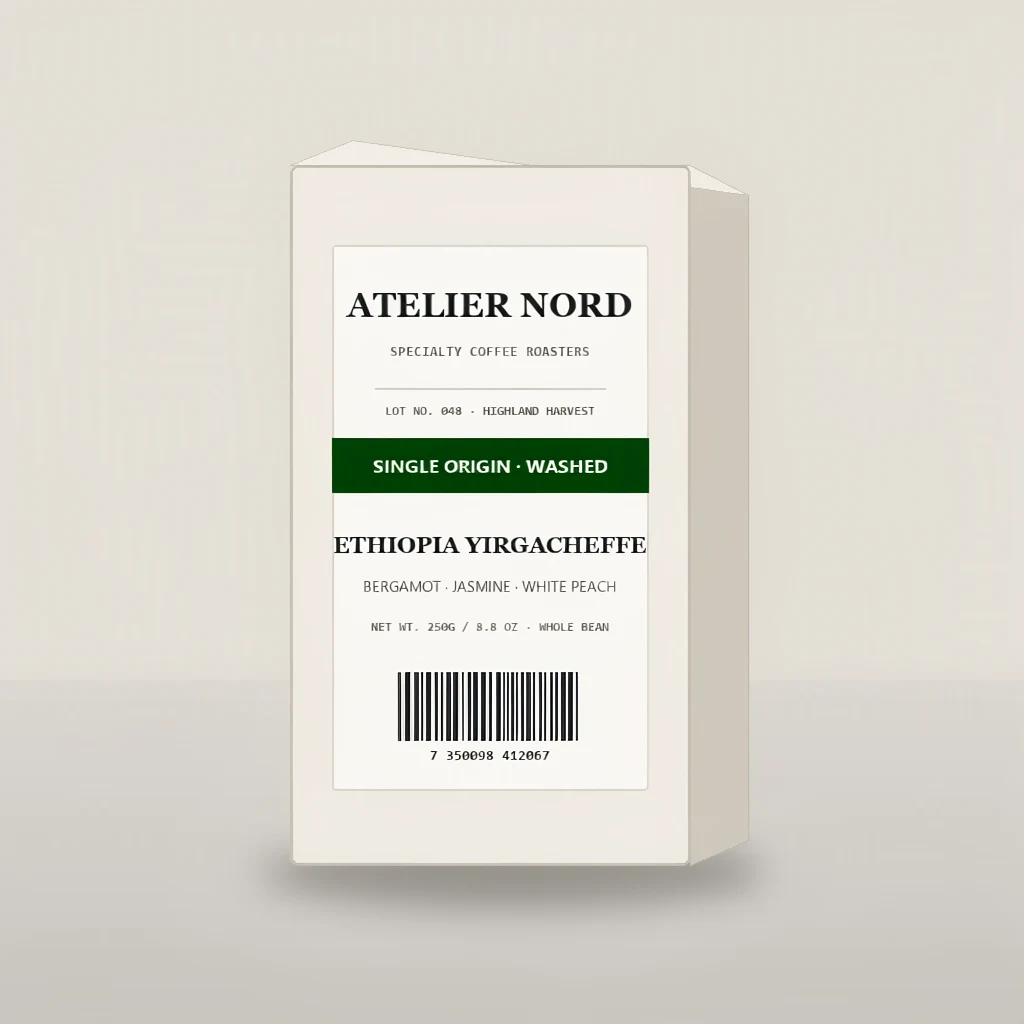 ATELIER NORD
SPECIALTY COFFEE ROASTERS
LOT NO. 048 · HIGHLAND HARVEST
SINGLE ORIGIN · WASHED
ETHIOPIA YIRGACHEFFE
BERGAMOT · JASMINE · WHITE PEACH
NET WT. 250G / 8.8 OZ · WHOLE BEAN
7 350098 412067